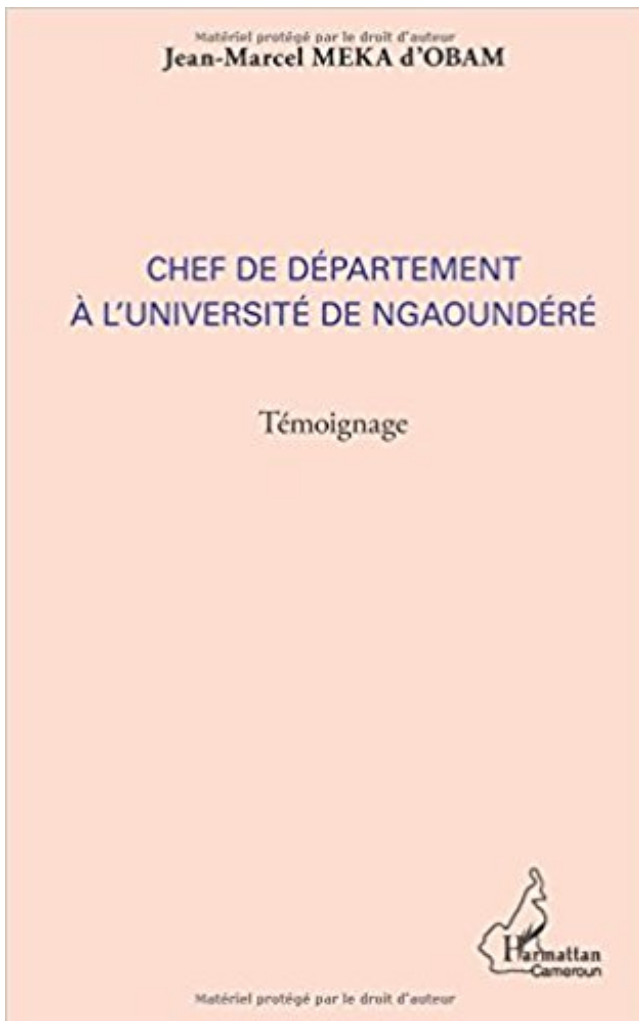 Matériel protégé par le droit d'auteur
Jean-Marcel MEKA d'OBAM
CHEF DE DÉPARTEMENT
À L'UNIVERSITÉ DE NGAOUNDÉRÉ
Témoignage
Harmattan
Cameroun
Matériel protégé par le droit d'auteur